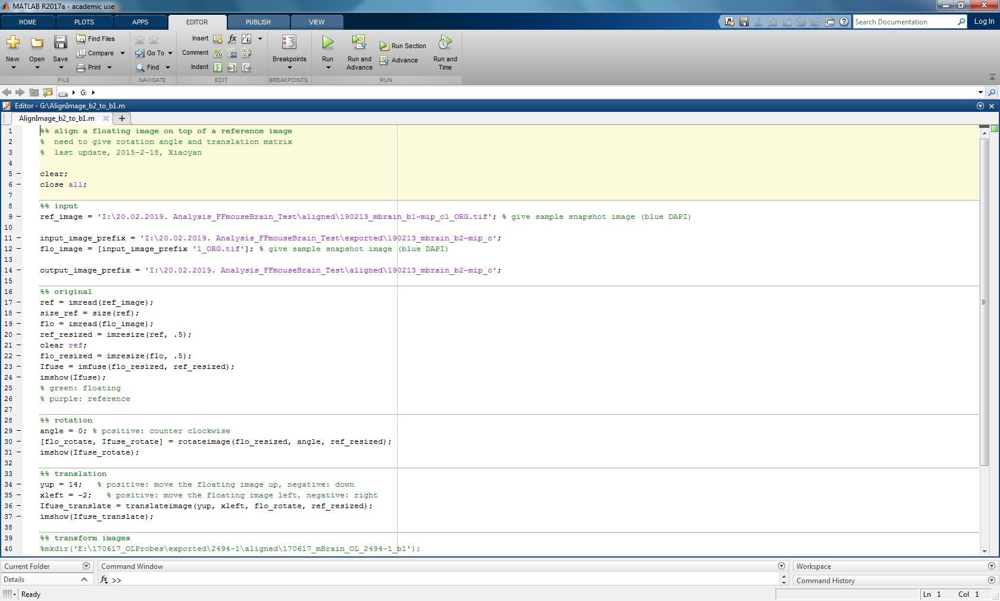 MATLAB R2017a - academic use
HOME PLOTS APPS EDITOR PUBLISH VIEW Search Documentation Log In
New Open Save Find Files Compare Print Go To Find Insert fx Comment Indent Breakpoints Run Run and Advance Run Section Advance Run and Time
FILE NAVIGATE EDIT BREAKPOINTS RUN
G:
Editor - G:\AlignImage_b2_to_b1.m
AlignImage_b2_to_b1.m +
1 %% align a floating image on top of a reference image
2 %  need to give rotation angle and translation matrix
3 %  last update, 2015-2-18, Xiaoyan
4
5 – clear;
6 – close all;
7
8 %% input
9 – ref_image = 'I:\20.02.2019. Analysis_FFmouseBrain_Test\aligned\190213_mbrain_b1-mip_c1_ORG.tif'; % give sample snapshot image (blue DAPI)
10
11 – input_image_prefix = 'I:\20.02.2019. Analysis_FFmouseBrain_Test\exported\190213_mbrain_b2-mip_c';
12 – flo_image = [input_image_prefix '1_ORG.tif']; % give sample snapshot image (blue DAPI)
13
14 – output_image_prefix = 'I:\20.02.2019. Analysis_FFmouseBrain_Test\aligned\190213_mbrain_b2-mip_c';
15
16 %% original
17 – ref = imread(ref_image);
18 – size_ref = size(ref);
19 – flo = imread(flo_image);
20 – ref_resized = imresize(ref, .5);
21 – clear ref;
22 – flo_resized = imresize(flo, .5);
23 – Ifuse = imfuse(flo_resized, ref_resized);
24 – imshow(Ifuse);
25 % green: floating
26 % purple: reference
27
28 %% rotation
29 – angle = 0; % positive: counter clockwise
30 – [flo_rotate, Ifuse_rotate] = rotateimage(flo_resized, angle, ref_resized);
31 – imshow(Ifuse_rotate);
32
33 %% translation
34 – yup = 14;   % positive: move the floating image up, negative: down
35 – xleft = -2;   % positive: move the floating image left, negative: right
36 – Ifuse_translate = translateimage(yup, xleft, flo_rotate, ref_resized);
37 – imshow(Ifuse_translate);
38
39 %% transform images
40 %mkdir('E:\170617_OLProbes\exported\2494-1\aligned\170617_mBrain_OL_2494-1_b1');
Current Folder Command Window Workspace
Details fx >> Command History
Ready Ln 1 Col 1